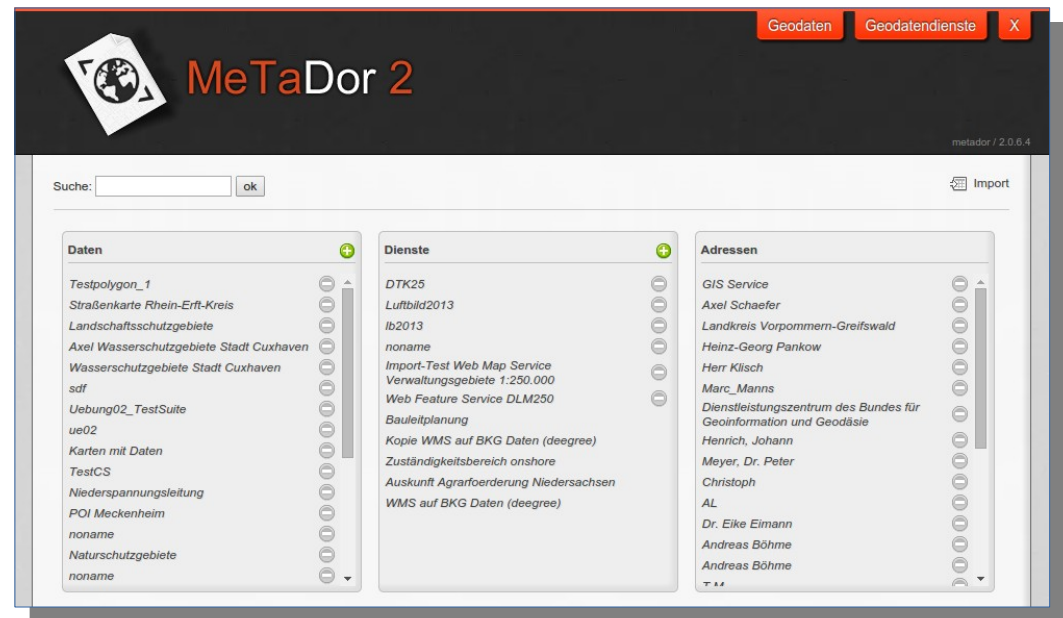 Geodaten
Geodatendienste
X
MeTaDor 2
metador / 2.0.6.4
Suche:
ok
Import
Daten
Testpolygon_1
Straßenkarte Rhein-Erft-Kreis
Landschaftsschutzgebiete
Axel Wasserschutzgebiete Stadt Cuxhaven
Wasserschutzgebiete Stadt Cuxhaven
sdf
Uebung02_TestSuite
ue02
Karten mit Daten
TestCS
Niederspannungsleitung
POI Meckenheim
noname
Naturschutzgebiete
noname
Dienste
DTK25
Luftbild2013
lb2013
noname
Import-Test Web Map Service
Verwaltungsgebiete 1:250.000
Web Feature Service DLM250
Bauleitplanung
Kopie WMS auf BKG Daten (deegree)
Zuständigkeitsbereich onshore
Auskunft Agrarfoerderung Niedersachsen
WMS auf BKG Daten (deegree)
Adressen
GIS Service
Axel Schaefer
Landkreis Vorpommern-Greifswald
Heinz-Georg Pankow
Herr Klisch
Marc_Manns
Dienstleistungszentrum des Bundes für
Geoinformation und Geodäsie
Henrich, Johann
Meyer, Dr. Peter
Christoph
AL
Dr. Eike Eimann
Andreas Böhme
Andreas Böhme